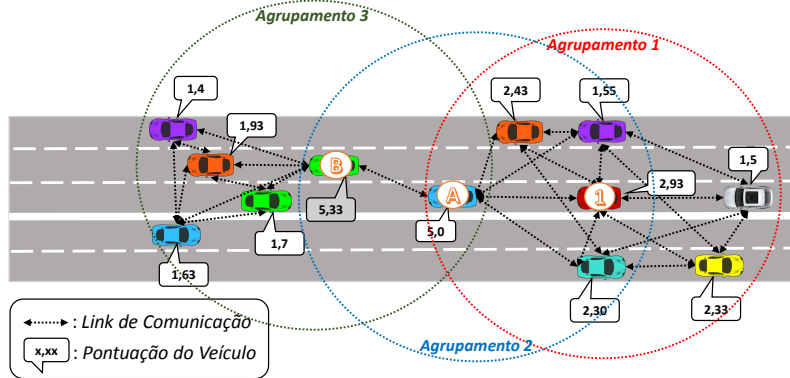 Agrupamento 3
Agrupamento 1
1,4
1,93
2,43
1,55
1,5
B
A
1
2,93
5,33
5,0
1,7
1,63
2,30
2,33
Agrupamento 2
: Link de Comunicação
x,xx : Pontuação do Veículo